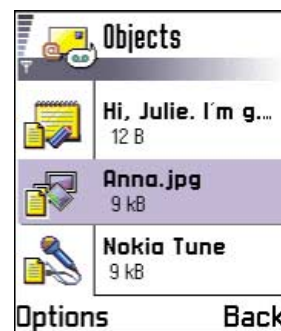 Objects
Hi, Julie. I'm g....
12 B
Anna.jpg
9 kB
Nokia Tune
9 kB
Options Back